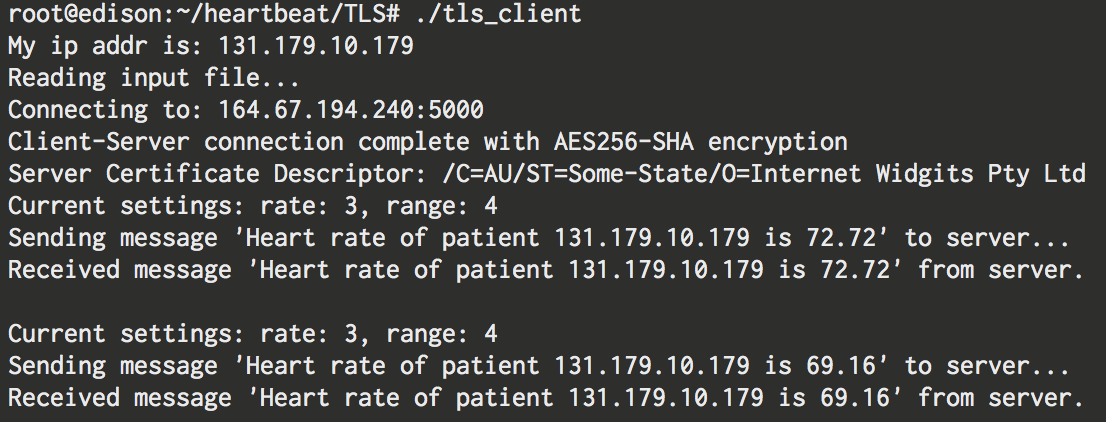 root@edison:~/heartbeat/TLS# ./tls_client
My ip addr is: 131.179.10.179
Reading input file...
Connecting to: 164.67.194.240:5000
Client-Server connection complete with AES256-SHA encryption
Server Certificate Descriptor: /C=AU/ST=Some-State/O=Internet Widgits Pty Ltd
Current settings: rate: 3, range: 4
Sending message 'Heart rate of patient 131.179.10.179 is 72.72' to server...
Received message 'Heart rate of patient 131.179.10.179 is 72.72' from server.

Current settings: rate: 3, range: 4
Sending message 'Heart rate of patient 131.179.10.179 is 69.16' to server...
Received message 'Heart rate of patient 131.179.10.179 is 69.16' from server.